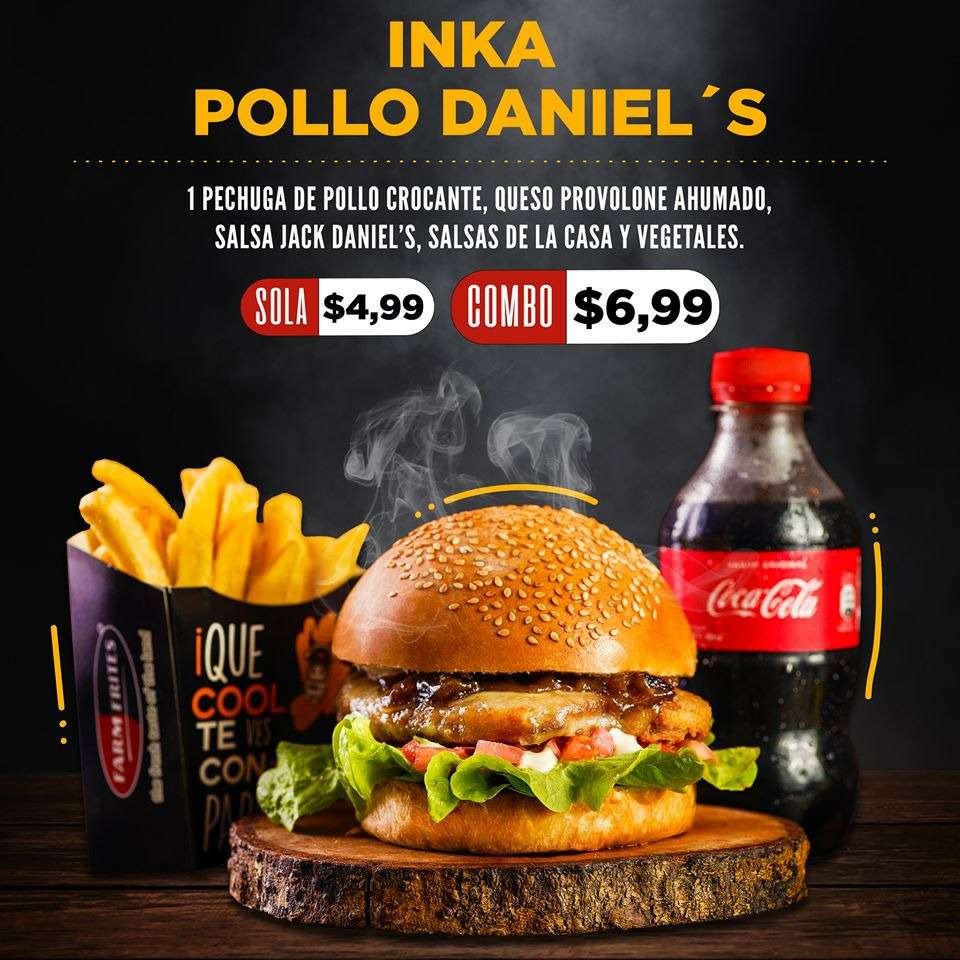 INKA
POLLO DANIEL´S
1 PECHUGA DE POLLO CROCANTE, QUESO PROVOLONE AHUMADO,
SALSA JACK DANIEL'S, SALSAS DE LA CASA Y VEGETALES.
SOLA $4,99
COMBO $6,99
Coca-Cola
FARM FRITES
¡QUE
COOL
TE VES
CON